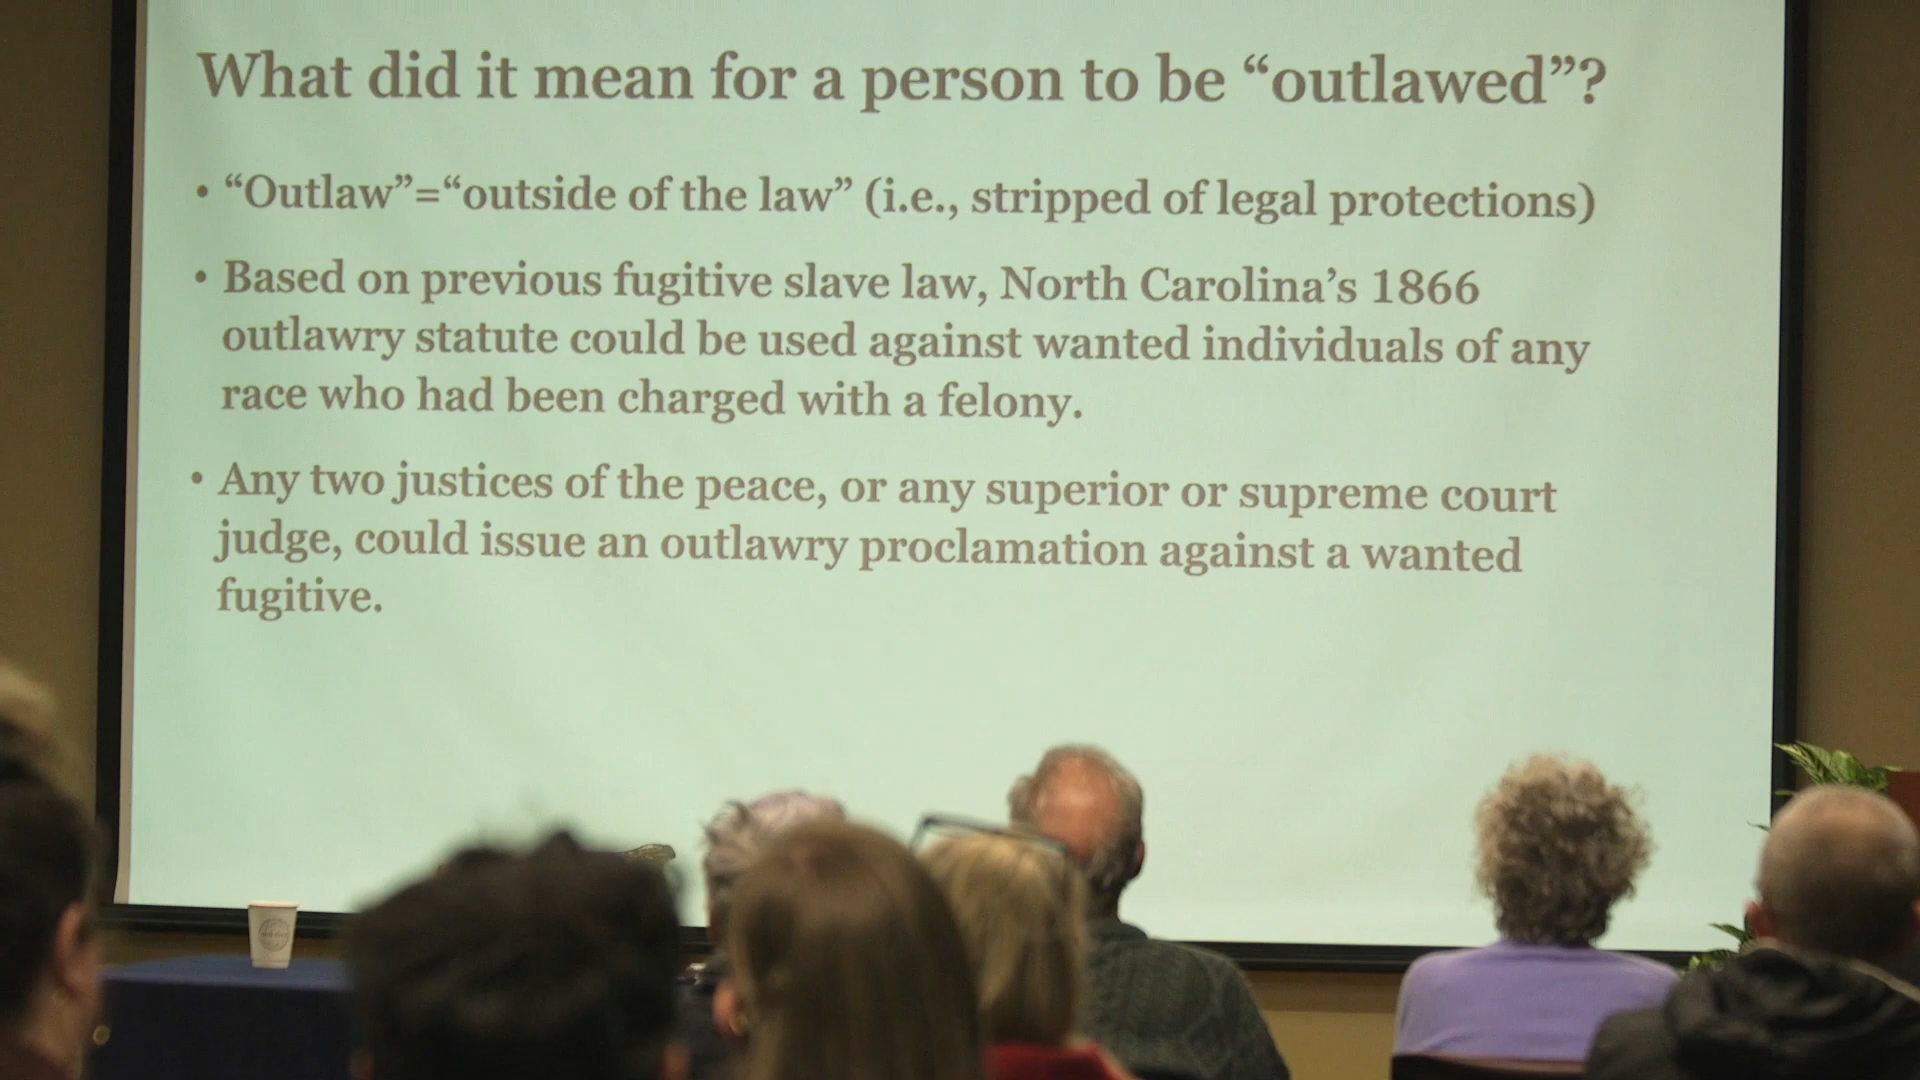 What did it mean for a person to be “outlawed”?
• “Outlaw”=“outside of the law” (i.e., stripped of legal protections)
• Based on previous fugitive slave law, North Carolina’s 1866
outlawry statute could be used against wanted individuals of any
race who had been charged with a felony.
• Any two justices of the peace, or any superior or supreme court
judge, could issue an outlawry proclamation against a wanted
fugitive.